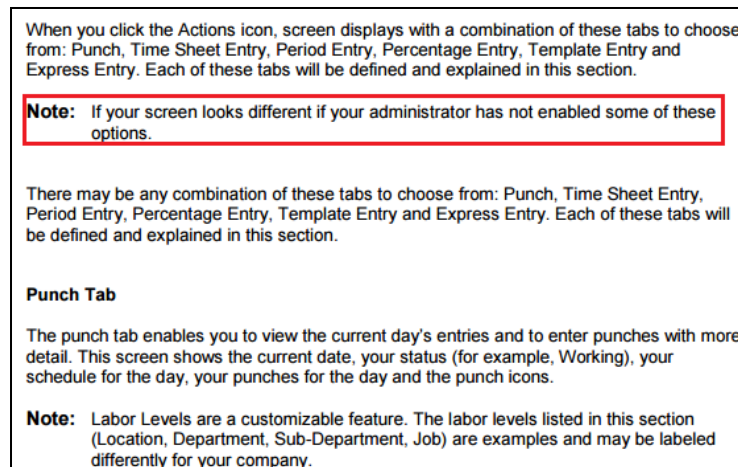 When you click the Actions icon, screen displays with a combination of these tabs to choose
from: Punch, Time Sheet Entry, Period Entry, Percentage Entry, Template Entry and
Express Entry. Each of these tabs will be defined and explained in this section.
Note: If your screen looks different if your administrator has not enabled some of these
options.
There may be any combination of these tabs to choose from: Punch, Time Sheet Entry,
Period Entry, Percentage Entry, Template Entry and Express Entry. Each of these tabs will
be defined and explained in this section.
Punch Tab
The punch tab enables you to view the current day's entries and to enter punches with more
detail. This screen shows the current date, your status (for example, Working), your
schedule for the day, your punches for the day and the punch icons.
Note: Labor Levels are a customizable feature. The labor levels listed in this section
(Location, Department, Sub-Department, Job) are examples and may be labeled
differently for your company.